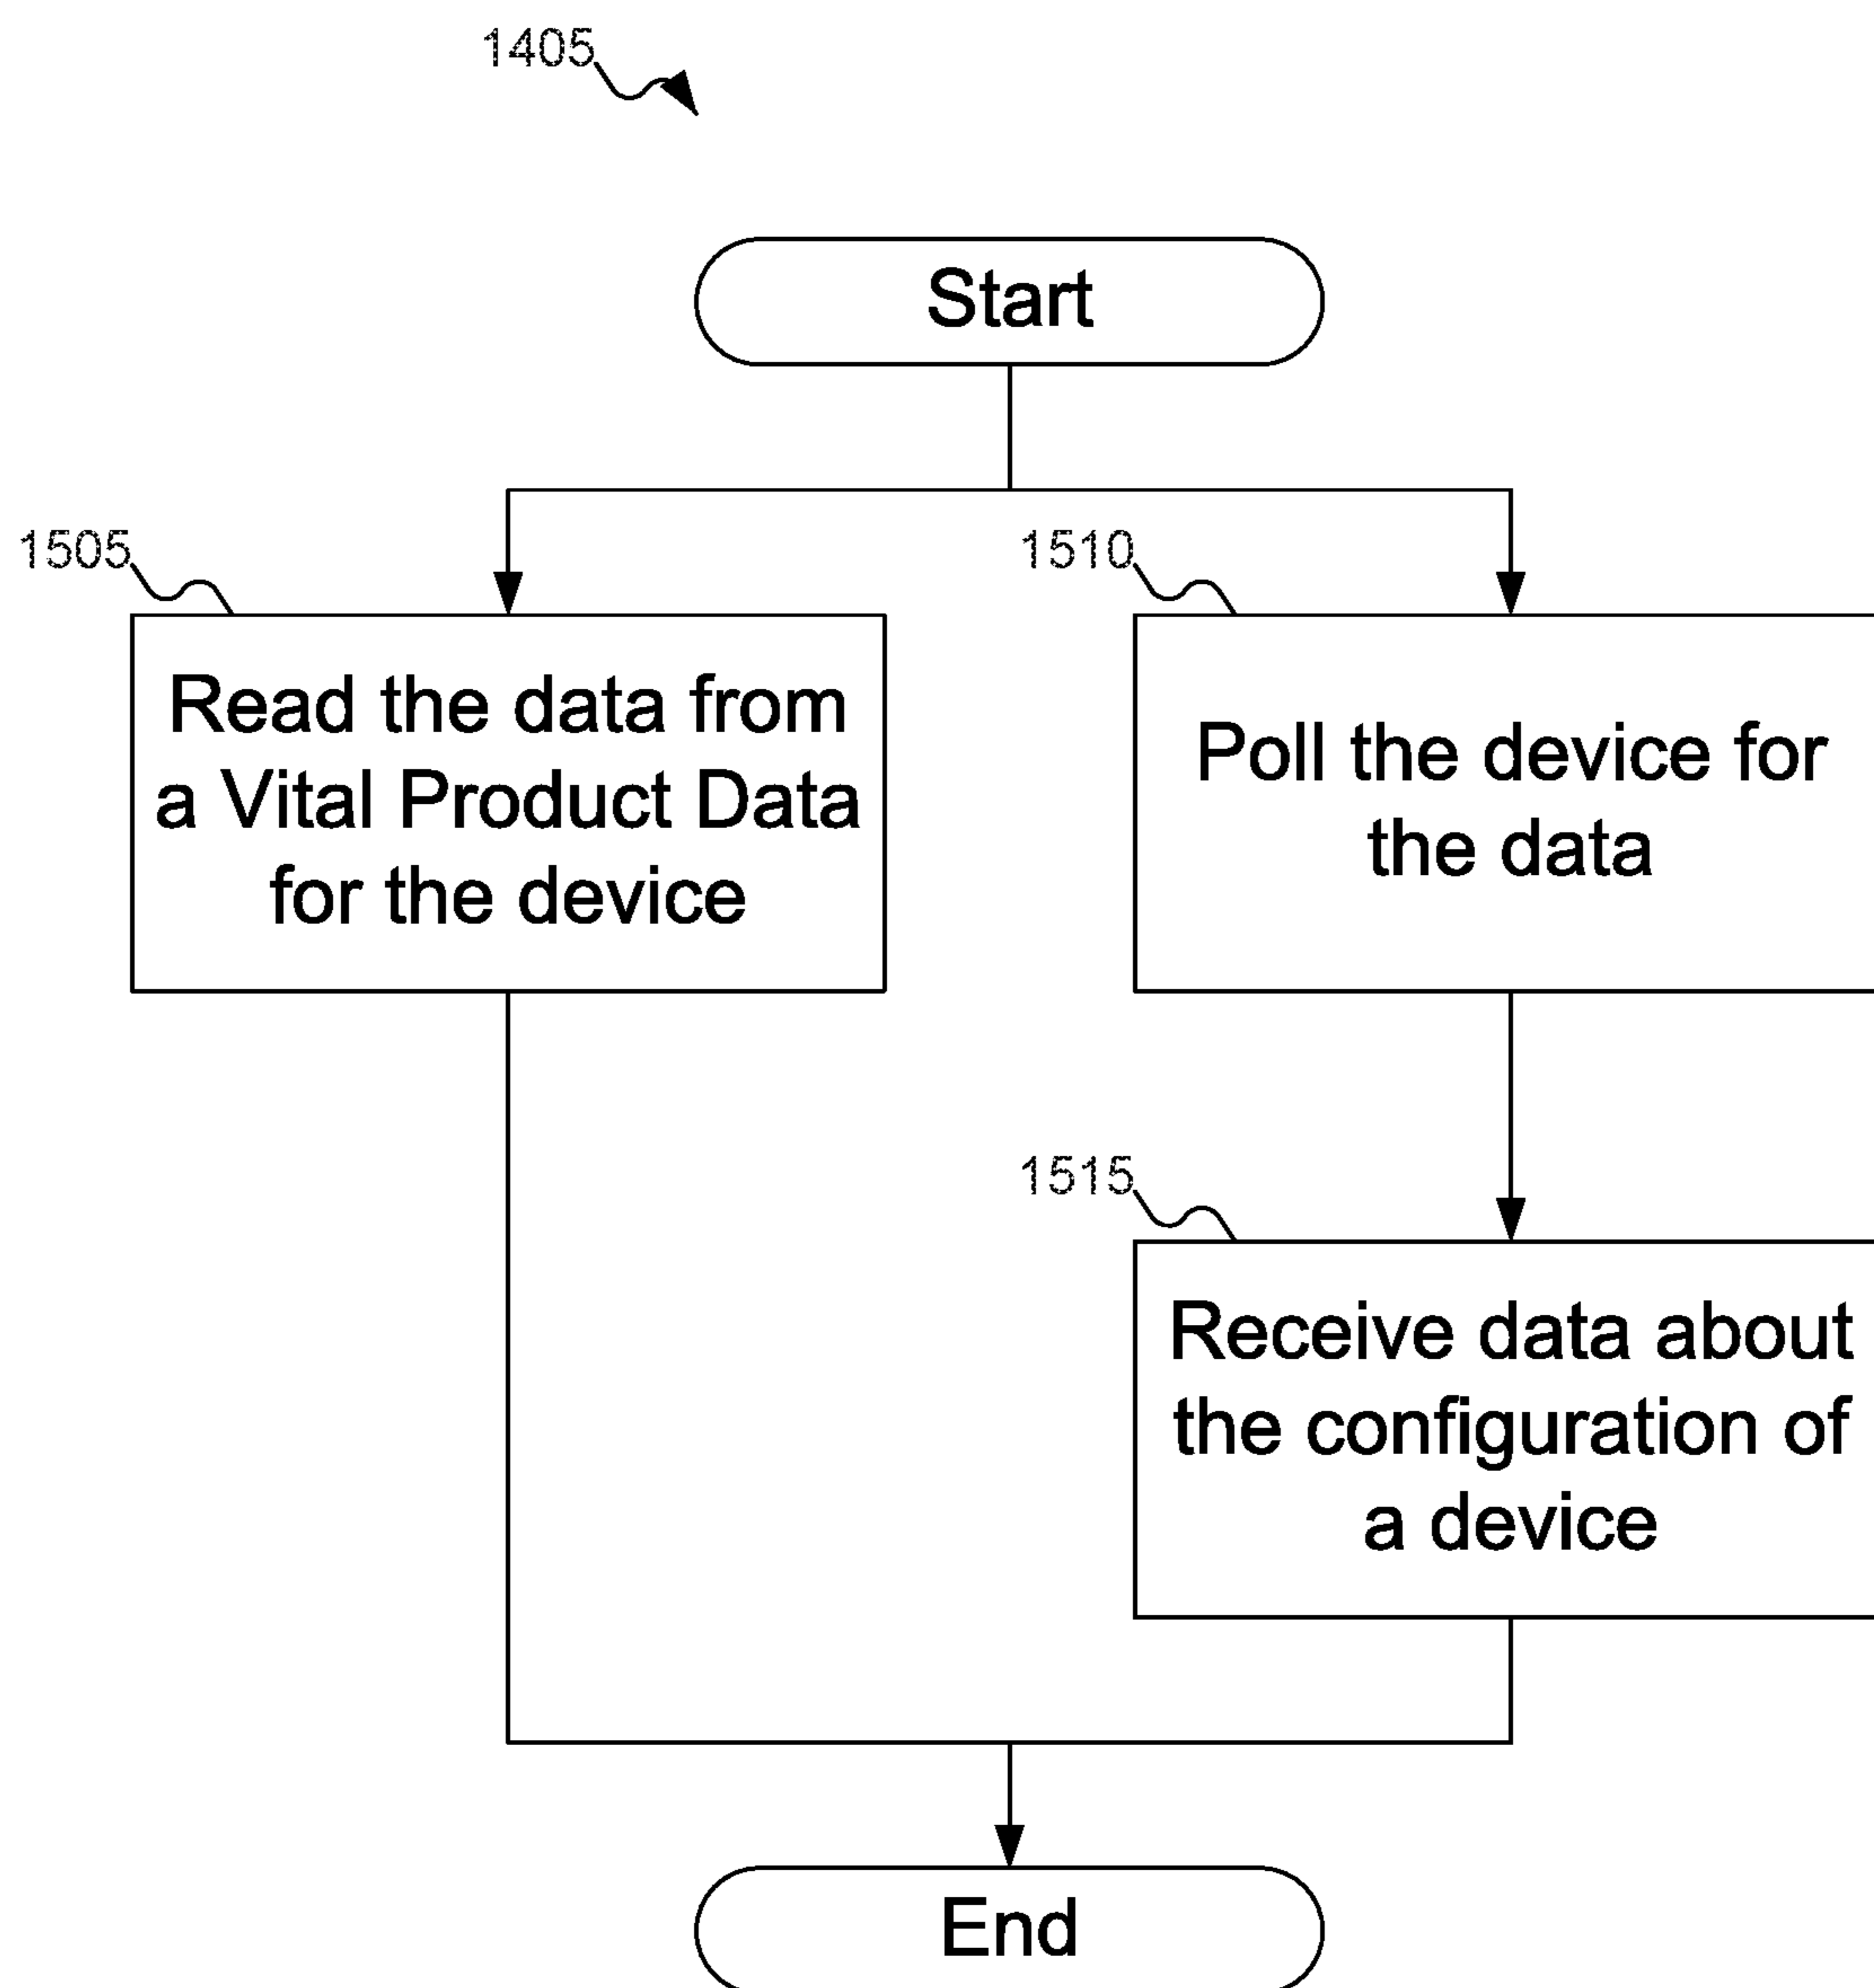 1405
Start
1505
1510
Read the data from
a Vital Product Data
for the device
Poll the device for
the data
1515
Receive data about
the configuration of
a device
End